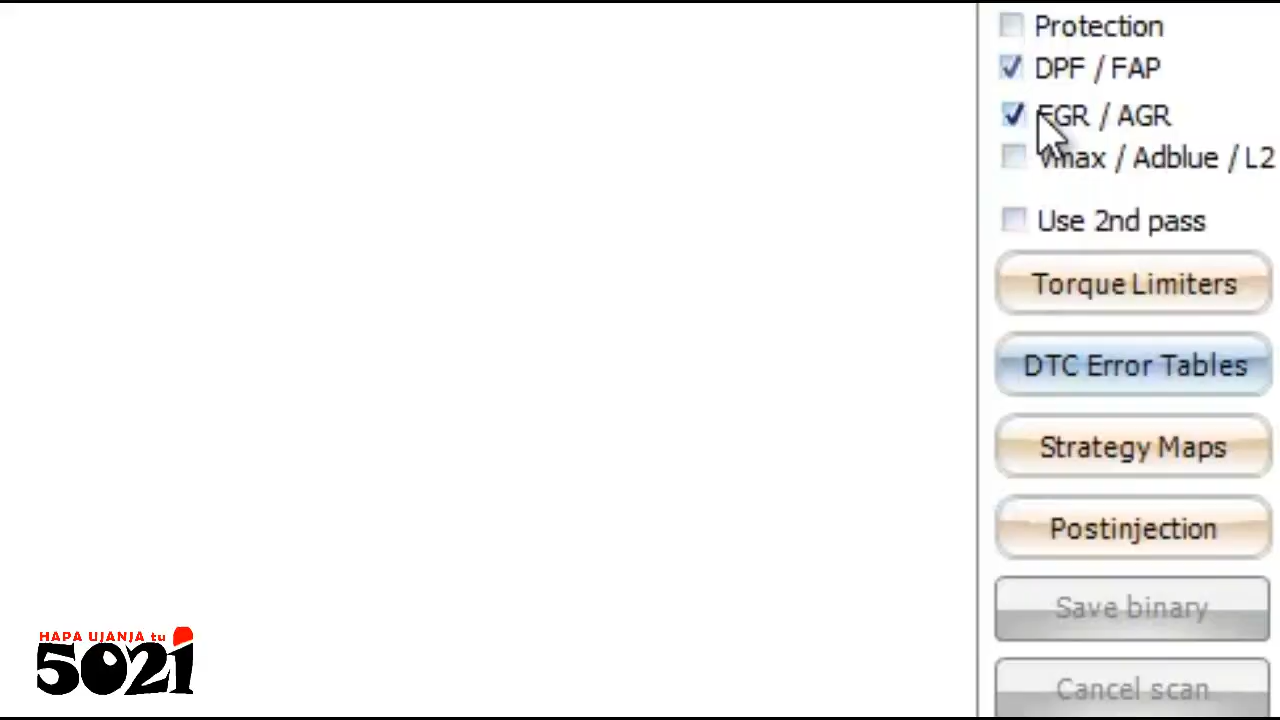 Protection
DPF / FAP
EGR / AGR
Vmax / Adblue / L2
Use 2nd pass
Torque Limiters
DTC Error Tables
Strategy Maps
Postinjection
Save binary
Cancel scan
HAPA UJANJA tu
5021